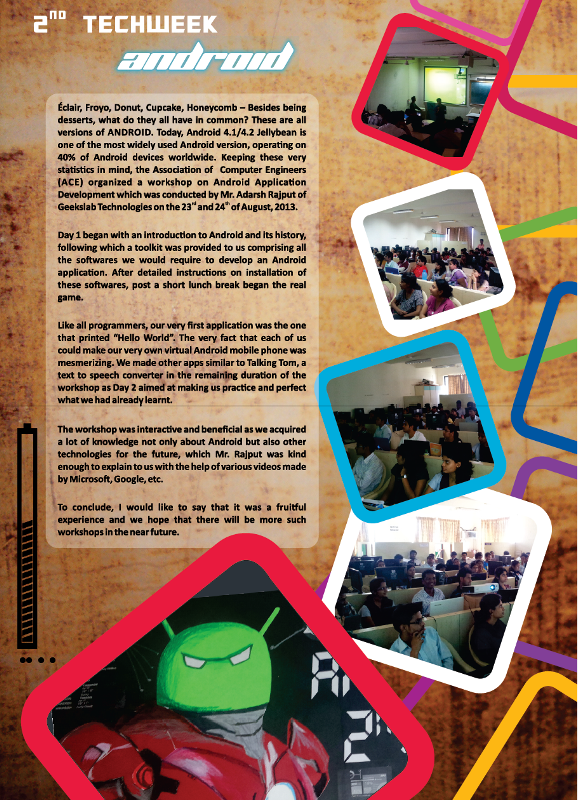 2ND TECHWEEK
android
Éclair, Froyo, Donut, Cupcake, Honeycomb – Besides being
desserts, what do they all have in common? These are all
versions of ANDROID. Today, Android 4.1/4.2 Jellybean is
one of the most widely used Android version, operating on
40% of Android devices worldwide. Keeping these very
statistics in mind, the Association of Computer Engineers
(ACE) organized a workshop on Android Application
Development which was conducted by Mr. Adarsh Rajput of
Geekslab Technologies on the 23rd and 24th of August, 2013.
Day 1 began with an introduction to Android and its history,
following which a toolkit was provided to us comprising all
the softwares we would require to develop an Android
application. After detailed instructions on installation of
these softwares, post a short lunch break began the real
game.
Like all programmers, our very first application was the one
that printed “Hello World”. The very fact that each of us
could make our very own virtual Android mobile phone was
mesmerizing. We made other apps similar to Talking Tom, a
text to speech converter in the remaining duration of the
workshop as Day 2 aimed at making us practice and perfect
what we had already learnt.
The workshop was interactive and beneficial as we acquired
a lot of knowledge not only about Android but also other
technologies for the future, which Mr. Rajput was kind
enough to explain to us with the help of various videos made
by Microsoft, Google, etc.
To conclude, I would like to say that it was a fruitful
experience and we hope that there will be more such
workshops in the near future.